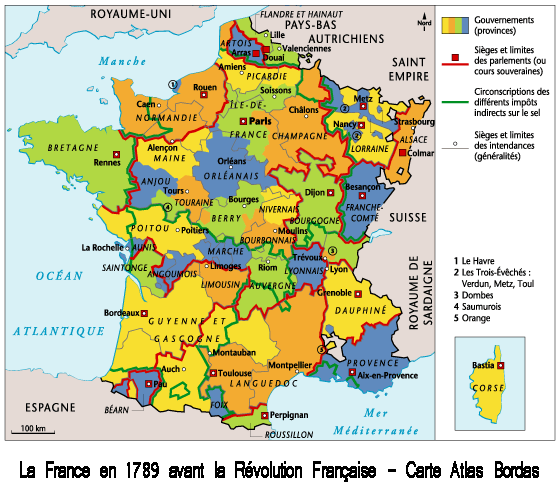 ROYAUME-UNI
FLANDRE ET HAINAUT
PAYS-BAS
AUTRICHIENS
Nord
Manche
SAINT
EMPIRE
ARTOIS
Lille
Valenciennes
Arras
Douai
Amiens
PICARDIE
1
Rouen
Soissons
Caen
NORMANDIE
ÎLE-DE-
FRANCE
Paris
Châlons
CHAMPAGNE
2
Metz
2
Nancy
2
LORRAINE
Strasbourg
ALSACE
Colmar
BRETAGNE
Rennes
Alençon
MAINE
Orléans
ORLÉANAIS
ANJOU
Tours
TOURAINE
4
Bourges
BERRY
NIVERNAIS
Moulins
BOURBONNAIS
Dijon
BOURGOGNE
Besançon
FRANCHE-
COMTÉ
SUISSE
POITOU
Poitiers
La Rochelle
AUNIS
SAINTONGE
ANGOUMOIS
MARCHE
Limoges
LIMOUSIN
Riom
AUVERGNE
3
Trévoux
LYONNAIS
Lyon
Grenoble
DAUPHINÉ
ROYAUME DE
SARDAIGNE
OCÉAN
ATLANTIQUE
Bordeaux
GUYENNE ET
GASCOGNE
Montauban
Auch
Toulouse
LANGUEDOC
Montpellier
5
PROVENCE
Aix-en-Provence
Pau
BÉARN
FOIX
Perpignan
ROUSSILLON
ESPAGNE
Mer
Méditerranée
100 km
Gouvernements
(provinces)
Sièges et limites
des parlements (ou
cours souveraines)
Circonscriptions des
différents impôts
indirects sur le sel
Sièges et limites
des intendances
(généralités)
1 Le Havre
2 Les Trois-Évêchés :
Verdun, Metz, Toul
3 Dombes
4 Saumurois
5 Orange
Bastia
CORSE
La France en 1789 avant la Révolution Française - Carte Atlas Bordas